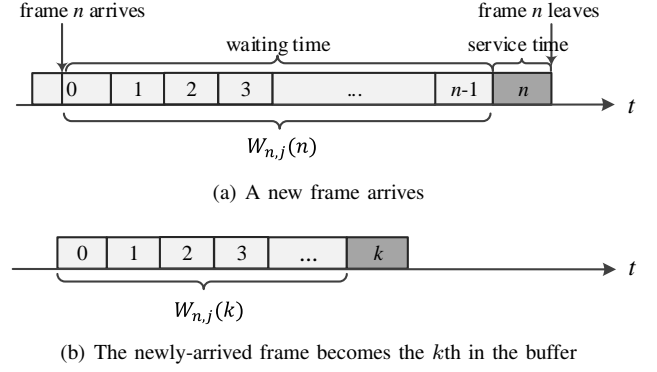 frame n arrives
frame n leaves
waiting time
service time
0 1 2 3 ... n-1 n
t
W_{n,j}(n)
(a) A new frame arrives
0 1 2 3 ... k
t
W_{n,j}(k)
(b) The newly-arrived frame becomes the kth in the buffer